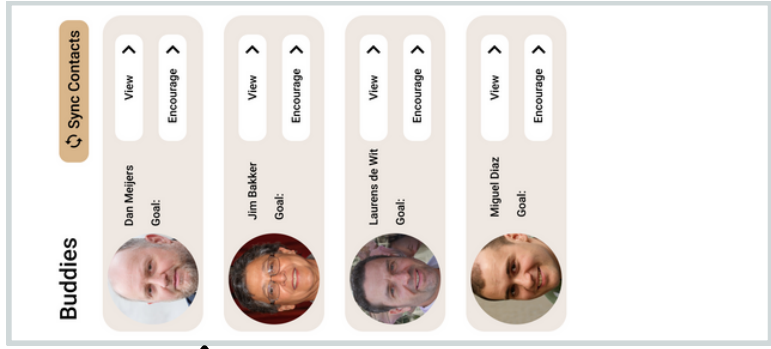 Buddies
Sync Contacts
Dan Meijers
Goal:
View
Encourage
Jim Bakker
Goal:
View
Encourage
Laurens de Wit
Goal:
View
Encourage
Miguel Diaz
Goal:
View
Encourage